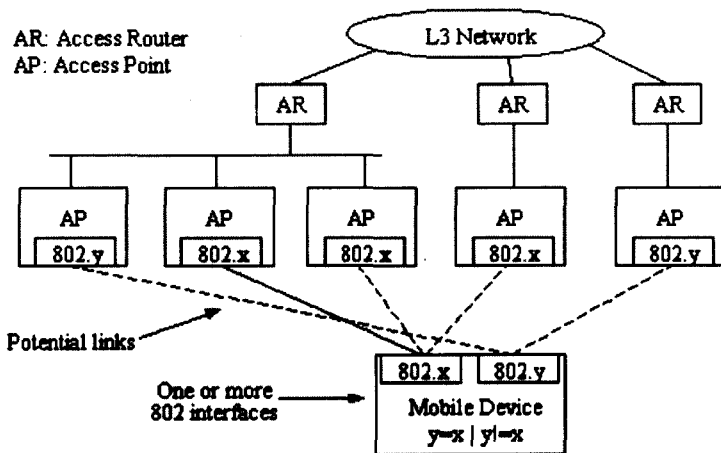 AR: Access Router
AP: Access Point
L3 Network
AR
AR
AR
AP
AP
AP
AP
AP
802.y
802.x
802.x
802.x
802.y
Potential links
One or more
802 interfaces
802.x
802.y
Mobile Device
y=x | y!=x